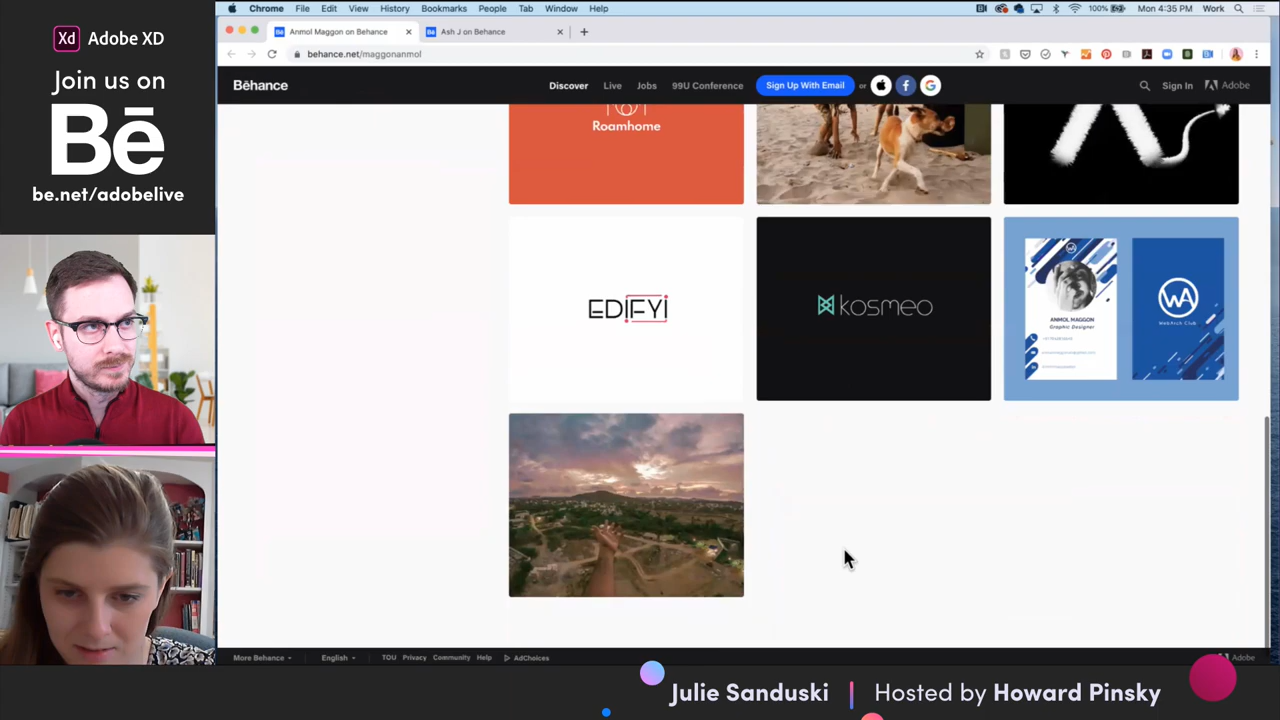 Xd Adobe XD
Join us on
Bē
be.net/adobelive
Chrome File Edit View History Bookmarks People Tab Window Help
100% Mon 4:35 PM Work
Anmol Maggon on Behance
Ash J on Behance
behance.net/maggonanmol
Bēhance
Discover Live Jobs 99U Conference Sign Up With Email or
Sign In Adobe
Roamhome
EDIFYi
kosmeo
ANMOL MAGGON
Graphic Designer
WA
WebArch Club
More Behance English TOU Privacy Community Help AdChoices
Adobe
Julie Sanduski | Hosted by Howard Pinsky